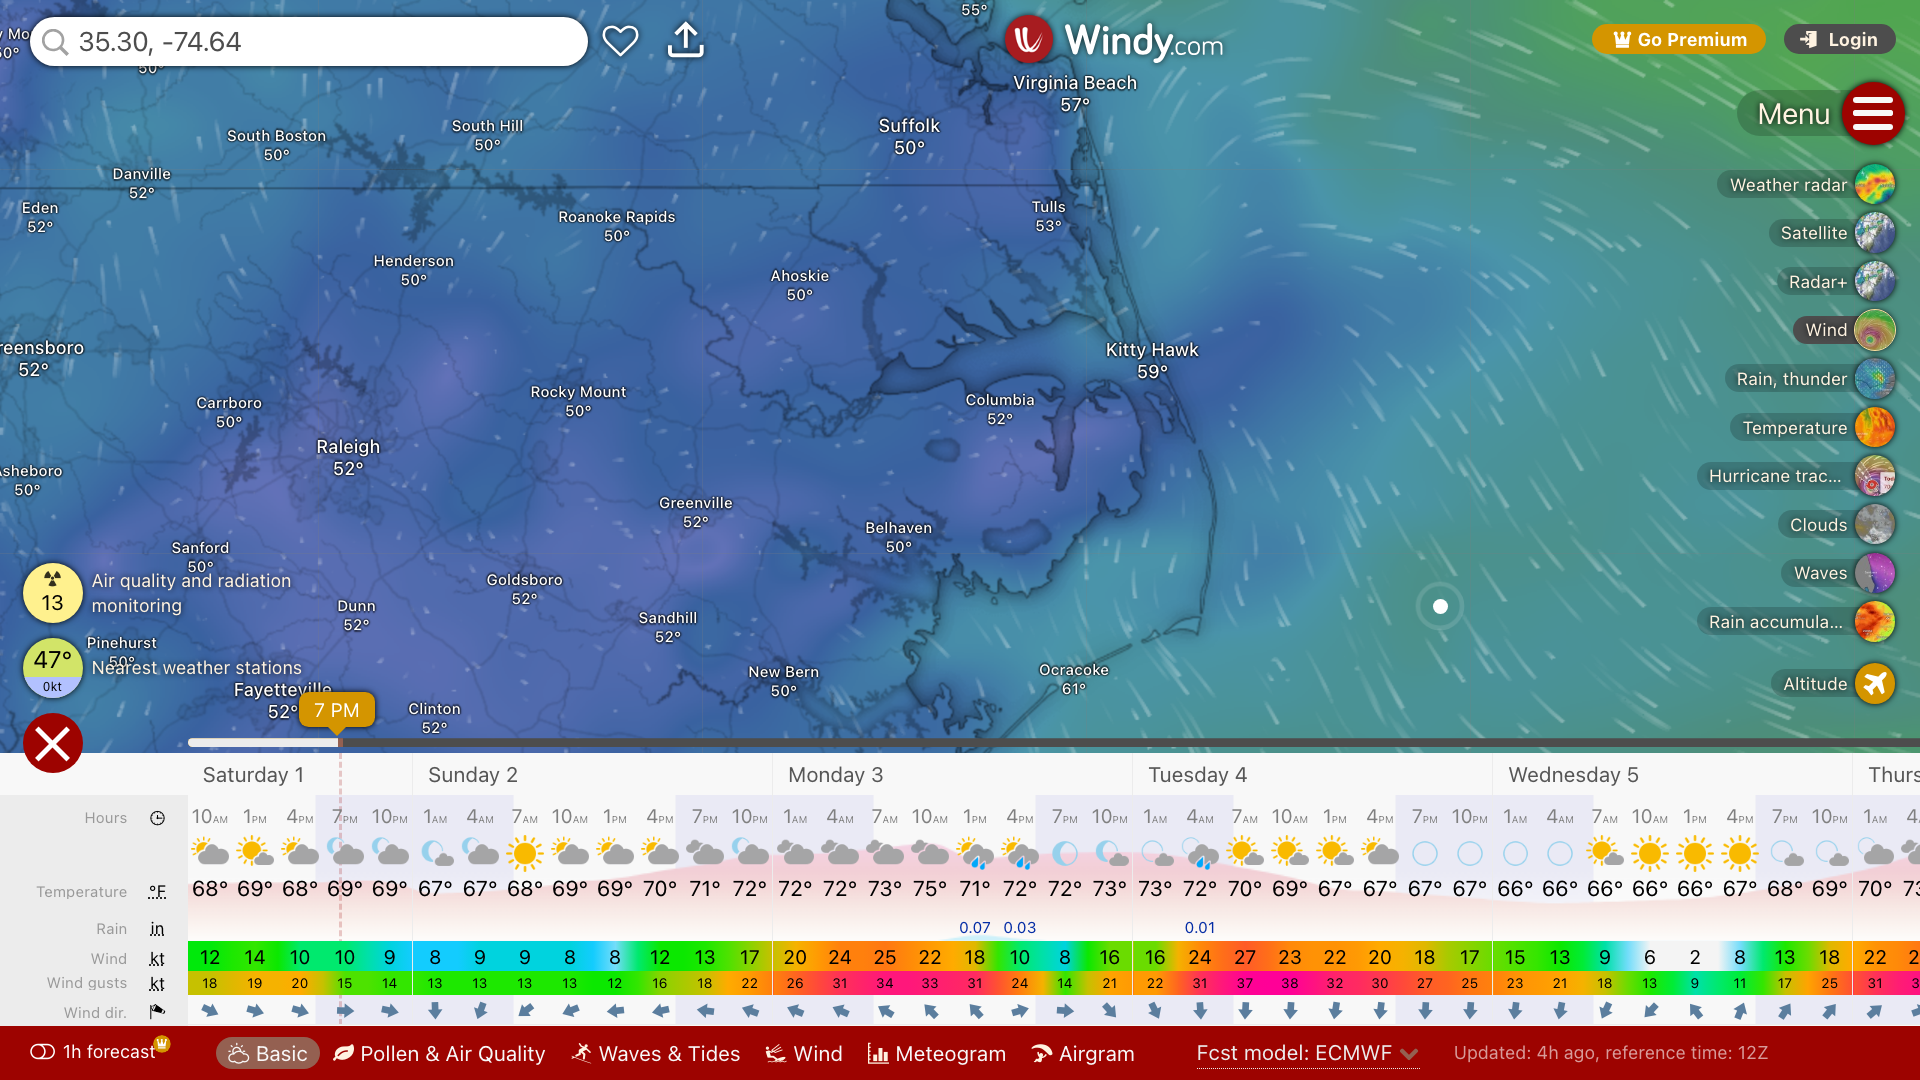 35.30, -74.64
Windy.com
Go Premium
Login
Menu
55°
Virginia Beach
57°
South Boston
50°
South Hill
50°
Suffolk
50°
Danville
52°
Eden
52°
Roanoke Rapids
50°
Tulls
53°
Henderson
50°
Ahoskie
50°
reensboro
52°
Kitty Hawk
59°
Carrboro
50°
Rocky Mount
50°
Columbia
52°
Raleigh
52°
sheboro
50°
Greenville
52°
Belhaven
50°
Sanford
50°
Goldsboro
52°
Dunn
52°
Sandhill
52°
Pinehurst
50°
New Bern
50°
Ocracoke
61°
Fayetteville
52°
Clinton
52°
Weather radar
Satellite
Radar+
Wind
Rain, thunder
Temperature
Hurricane trac...
Clouds
Waves
Rain accumula...
Altitude
13
Air quality and radiation
monitoring
47°
0kt
Nearest weather stations
7 PM
Saturday 1 Sunday 2 Monday 3 Tuesday 4 Wednesday 5 Thurs
Hours 10AM 1PM 4PM 7PM 10PM 1AM 4AM 7AM 10AM 1PM 4PM 7PM 10PM 1AM 4AM 7AM 10AM 1PM 4PM 7PM 10PM 1AM 4AM 7AM 10AM 1PM 4PM 7PM 10PM 1AM 4AM 7AM 10AM 1PM 4PM 7PM 10PM 1AM 4
Temperature °F 68° 69° 68° 69° 69° 67° 67° 68° 69° 69° 70° 71° 72° 72° 72° 73° 75° 71° 72° 72° 73° 73° 72° 70° 69° 67° 67° 67° 67° 66° 66° 66° 66° 66° 67° 68° 69° 70° 73
Rain in 0.07 0.03 0.01
Wind kt 12 14 10 10 9 8 9 9 8 8 12 13 17 20 24 25 22 18 10 8 16 16 24 27 23 22 20 18 17 15 13 9 6 2 8 13 18 22 2
Wind gusts kt 18 19 20 15 14 13 13 13 13 12 16 18 22 26 31 34 33 31 24 14 21 22 31 37 38 32 30 27 25 23 21 18 13 9 11 17 25 31 3
Wind dir.
1h forecast
Basic
Pollen & Air Quality
Waves & Tides
Wind
Meteogram
Airgram
Fcst model: ECMWF
Updated: 4h ago, reference time: 12Z